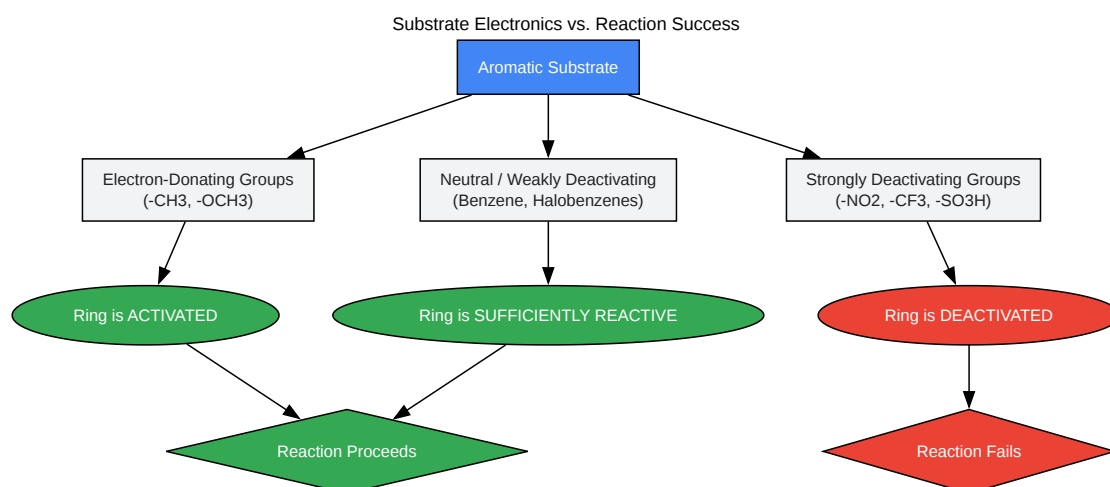 Substrate Electronics vs. Reaction Success
Aromatic Substrate
Electron-Donating Groups
(-CH3, -OCH3)
Neutral / Weakly Deactivating
(Benzene, Halobenzenes)
Strongly Deactivating Groups
(-NO2, -CF3, -SO3H)
Ring is ACTIVATED
Ring is SUFFICIENTLY REACTIVE
Ring is DEACTIVATED
Reaction Proceeds
Reaction Fails